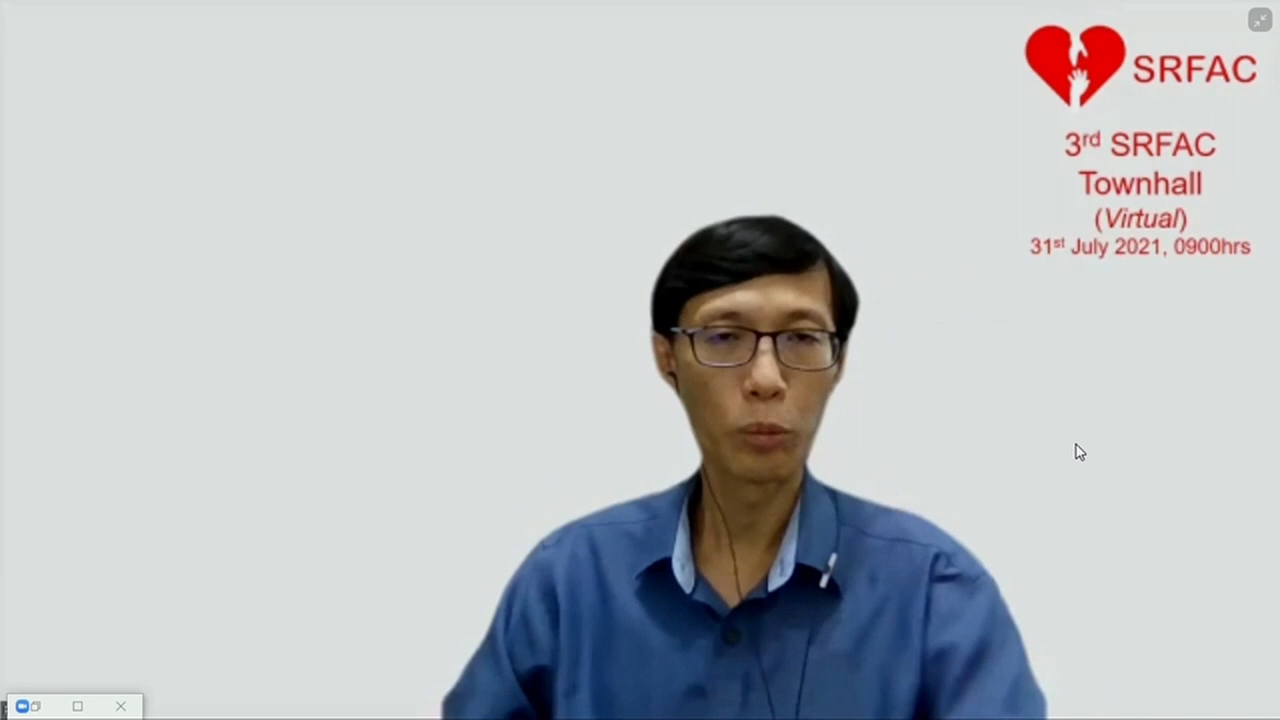 SRFAC
3rd SRFAC
Townhall
(Virtual)
31st July 2021, 0900hrs